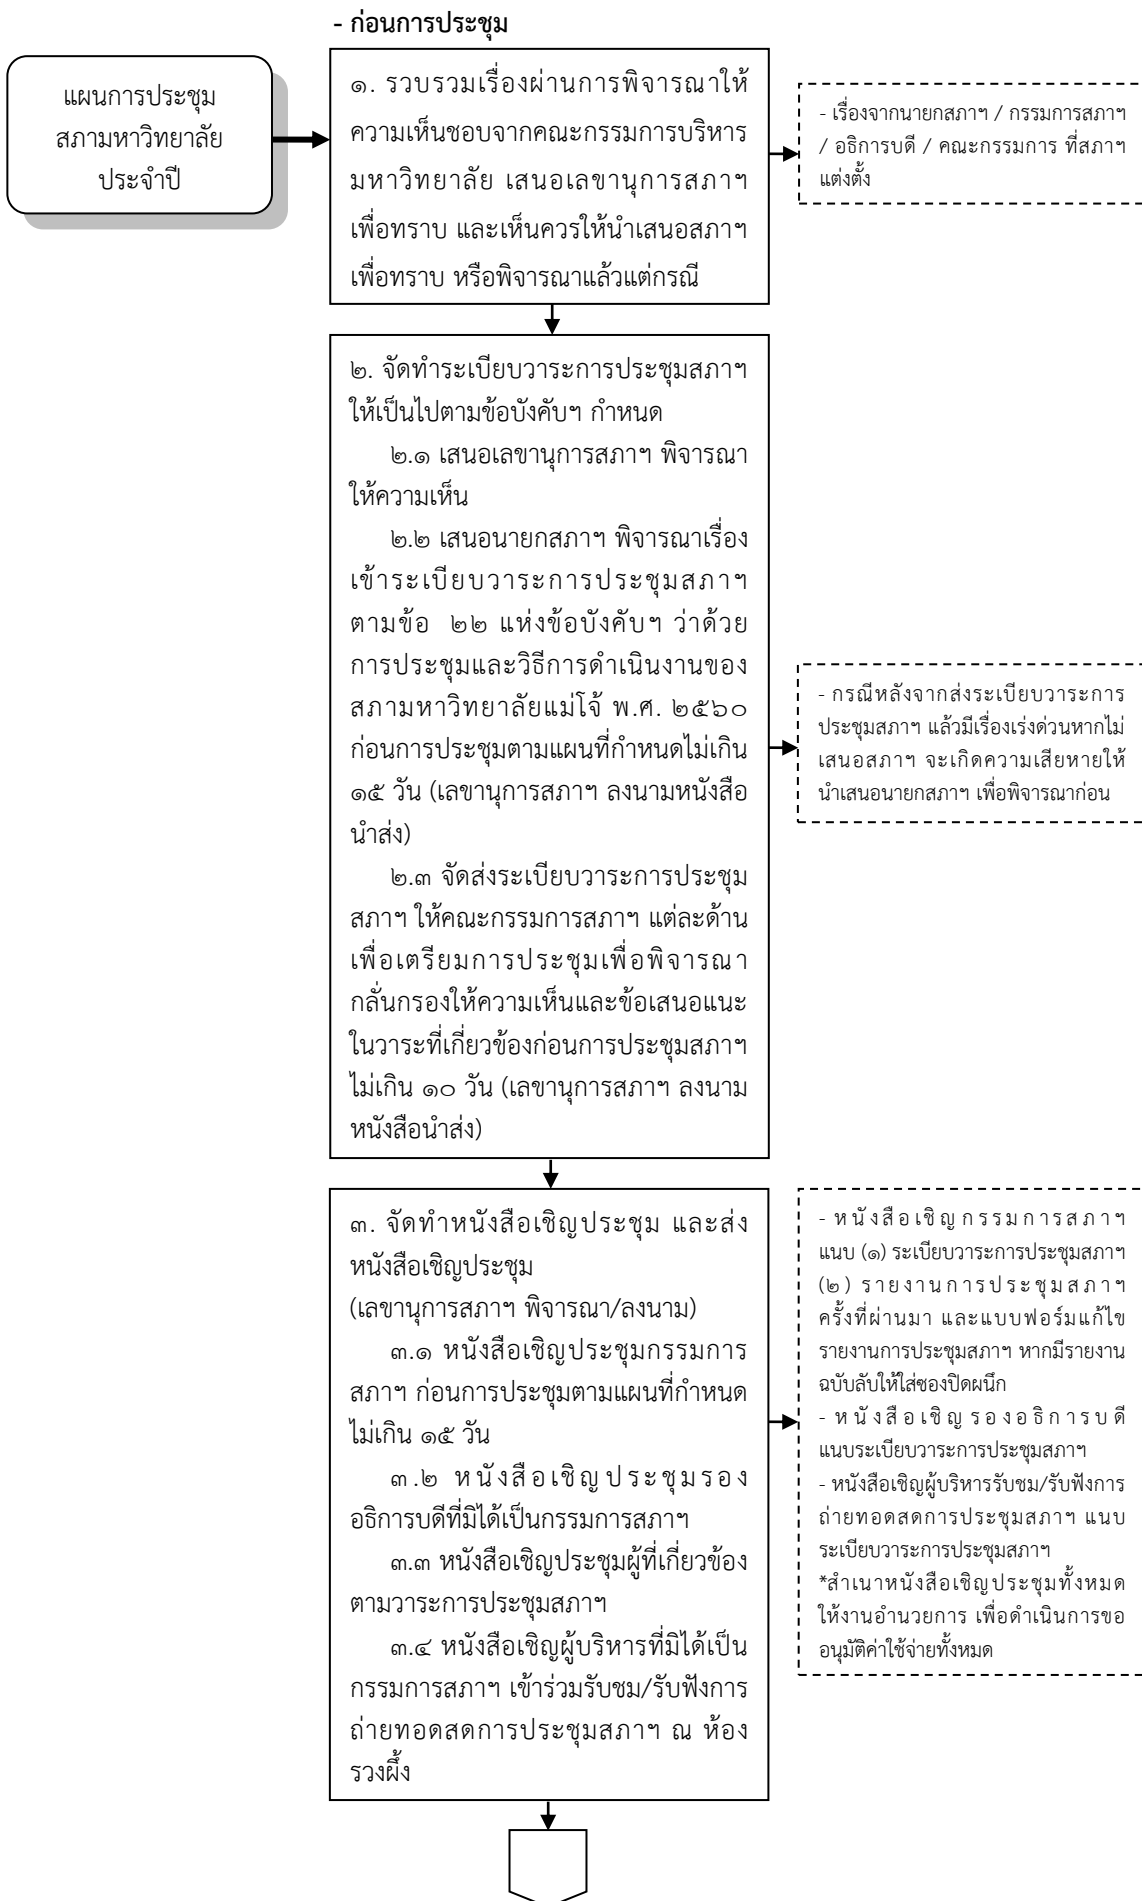 - ก่อนการประชุม
แผนการประชุม
สภามหาวิทยาลัย
ประจำปี
๑. รวบรวมเรื่องผ่านการพิจารณาให้
ความเห็นชอบจากคณะกรรมการบริหาร
มหาวิทยาลัย เสนอเลขานุการสภาฯ
เพื่อทราบ และเห็นควรให้นำเสนอสภาฯ
เพื่อทราบ หรือพิจารณาแล้วแต่กรณี
- เรื่องจากนายกสภาฯ / กรรมการสภาฯ
/ อธิการบดี / คณะกรรมการ ที่สภาฯ
แต่งตั้ง
๒. จัดทำระเบียบวาระการประชุมสภาฯ
ให้เป็นไปตามข้อบังคับฯ กำหนด
๒.๑ เสนอเลขานุการสภาฯ พิจารณา
ให้ความเห็น
๒.๒ เสนอนายกสภาฯ พิจารณาเรื่อง
เข้าระเบียบวาระการประชุมสภาฯ
ตามข้อ ๒๒ แห่งข้อบังคับฯ ว่าด้วย
การประชุมและวิธีการดำเนินงานของ
สภามหาวิทยาลัยแม่โจ้ พ.ศ. ๒๕๖๐
ก่อนการประชุมตามแผนที่กำหนดไม่เกิน
๑๕ วัน (เลขานุการสภาฯ ลงนามหนังสือ
นำส่ง)
๒.๓ จัดส่งระเบียบวาระการประชุม
สภาฯ ให้คณะกรรมการสภาฯ แต่ละด้าน
เพื่อเตรียมการประชุมเพื่อพิจารณา
กลั่นกรองให้ความเห็นและข้อเสนอแนะ
ในวาระที่เกี่ยวข้องก่อนการประชุมสภาฯ
ไม่เกิน ๑๐ วัน (เลขานุการสภาฯ ลงนาม
หนังสือนำส่ง)
- กรณีหลังจากส่งระเบียบวาระการ
ประชุมสภาฯ แล้วมีเรื่องเร่งด่วนหากไม่
เสนอสภาฯ จะเกิดความเสียหายให้
นำเสนอนายกสภาฯ เพื่อพิจารณาก่อน
๓. จัดทำหนังสือเชิญประชุม และส่ง
หนังสือเชิญประชุม
(เลขานุการสภาฯ พิจารณา/ลงนาม)
๓.๑ หนังสือเชิญประชุมกรรมการ
สภาฯ ก่อนการประชุมตามแผนที่กำหนด
ไม่เกิน ๑๕ วัน
๓.๒ หนังสือเชิญประชุมรอง
อธิการบดีที่มิได้เป็นกรรมการสภาฯ
๓.๓ หนังสือเชิญประชุมผู้ที่เกี่ยวข้อง
ตามวาระการประชุมสภาฯ
๓.๔ หนังสือเชิญผู้บริหารที่มิได้เป็น
กรรมการสภาฯ เข้าร่วมรับชม/รับฟังการ
ถ่ายทอดสดการประชุมสภาฯ ณ ห้อง
รวงผึ้ง
- หนังสือเชิญกรรมการสภาฯ
แนบ (๑) ระเบียบวาระการประชุมสภาฯ
(๒) รายงานการประชุมสภาฯ
ครั้งที่ผ่านมา และแบบฟอร์มแก้ไข
รายงานการประชุมสภาฯ หากมีรายงาน
ฉบับลับให้ใส่ซองปิดผนึก
- หนังสือเชิญรองอธิการบดี
แนบระเบียบวาระการประชุมสภาฯ
- หนังสือเชิญผู้บริหารรับชม/รับฟังการ
ถ่ายทอดสดการประชุมสภาฯ แนบ
ระเบียบวาระการประชุมสภาฯ
*สำเนาหนังสือเชิญประชุมทั้งหมด
ให้งานอำนวยการ เพื่อดำเนินการขอ
อนุมัติค่าใช้จ่ายทั้งหมด